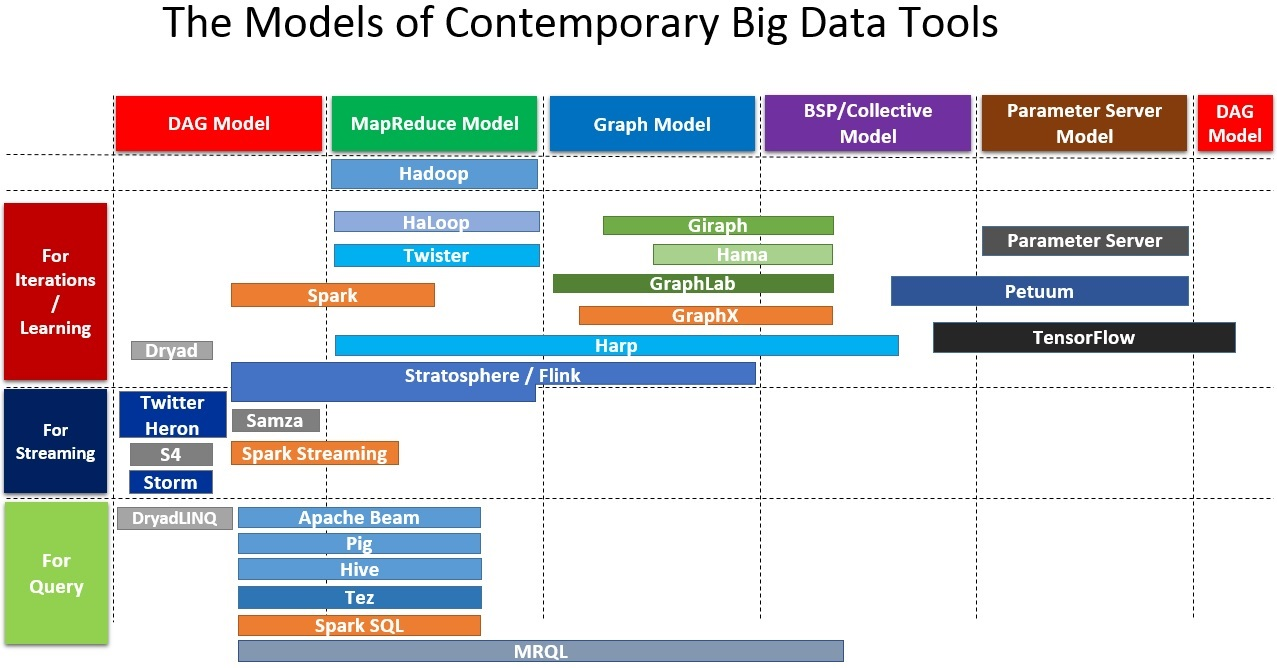 The Models of Contemporary Big Data Tools
DAG Model
MapReduce Model
Graph Model
BSP/Collective
Model
Parameter Server
Model
DAG
Model
Hadoop
For
Iterations
/
Learning
HaLoop
Giraph
Twister
Hama
Parameter Server
Spark
GraphLab
Petuum
GraphX
Dryad
Harp
TensorFlow
Stratosphere / Flink
For
Streaming
Twitter
Heron
Samza
S4
Spark Streaming
Storm
For
Query
DryadLINQ
Apache Beam
Pig
Hive
Tez
Spark SQL
MRQL